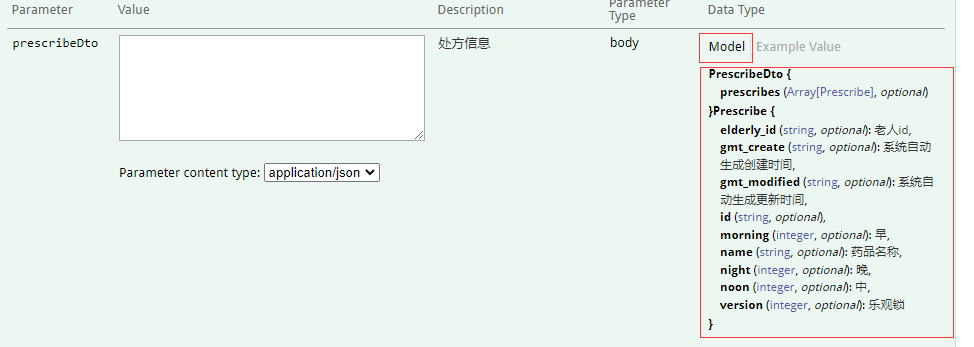 Parameter Value Description Parameter Type Data Type
prescribeDto 处方信息 body Model Example Value
PrescribeDto {
prescribes (Array[Prescribe], optional)
}Prescribe {
elderly_id (string, optional): 老人id,
gmt_create (string, optional): 系统自动
生成创建时间,
gmt_modified (string, optional): 系统自
动生成更新时间,
id (string, optional),
morning (integer, optional): 早,
name (string, optional): 药品名称,
night (integer, optional): 晚,
noon (integer, optional): 中,
version (integer, optional): 乐观锁
}
Parameter content type: application/json